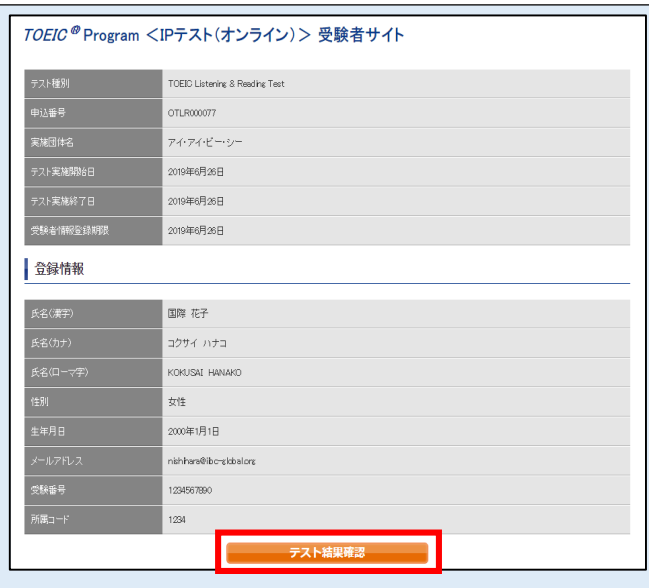 TOEIC® Program ＜IPテスト（オンライン）＞ 受験者サイト
テスト種別 TOEIC Listening & Reading Test
申込番号 OTLR000077
実施団体名 アイ・アイ・ビー・シー
テスト実施開始日 2019年6月26日
テスト実施終了日 2019年6月26日
受験者情報登録期限 2019年6月26日
登録情報
氏名(漢字) 国際 花子
氏名(カナ) コクサイ ハナコ
氏名(ローマ字) KOKUSAI HANAKO
性別 女性
生年月日 2000年1月1日
メールアドレス nishihara@ibc-global.org
受験番号 1234567890
所属コード 1234
テスト結果確認